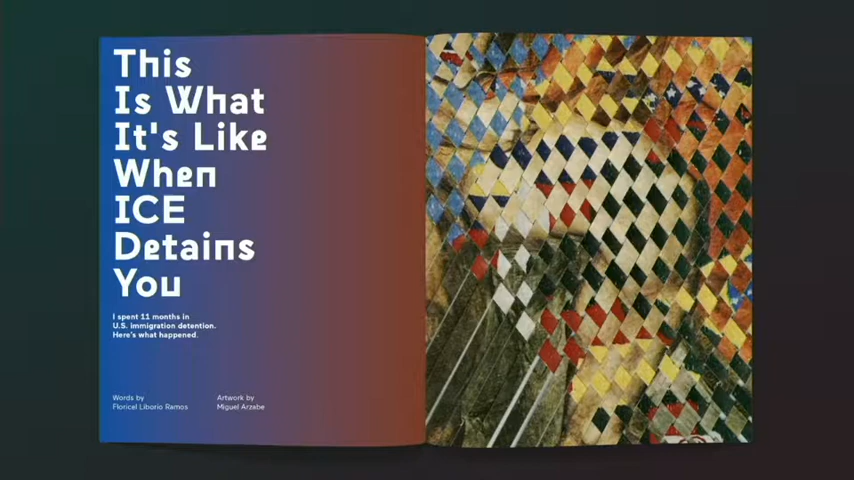 This
Is What
It's Like
When
ICE
Detains
You
I spent 11 months in
U.S. immigration detention.
Here's what happened.
Words by
Floricel Liborio Ramos
Artwork by
Miguel Arzabe